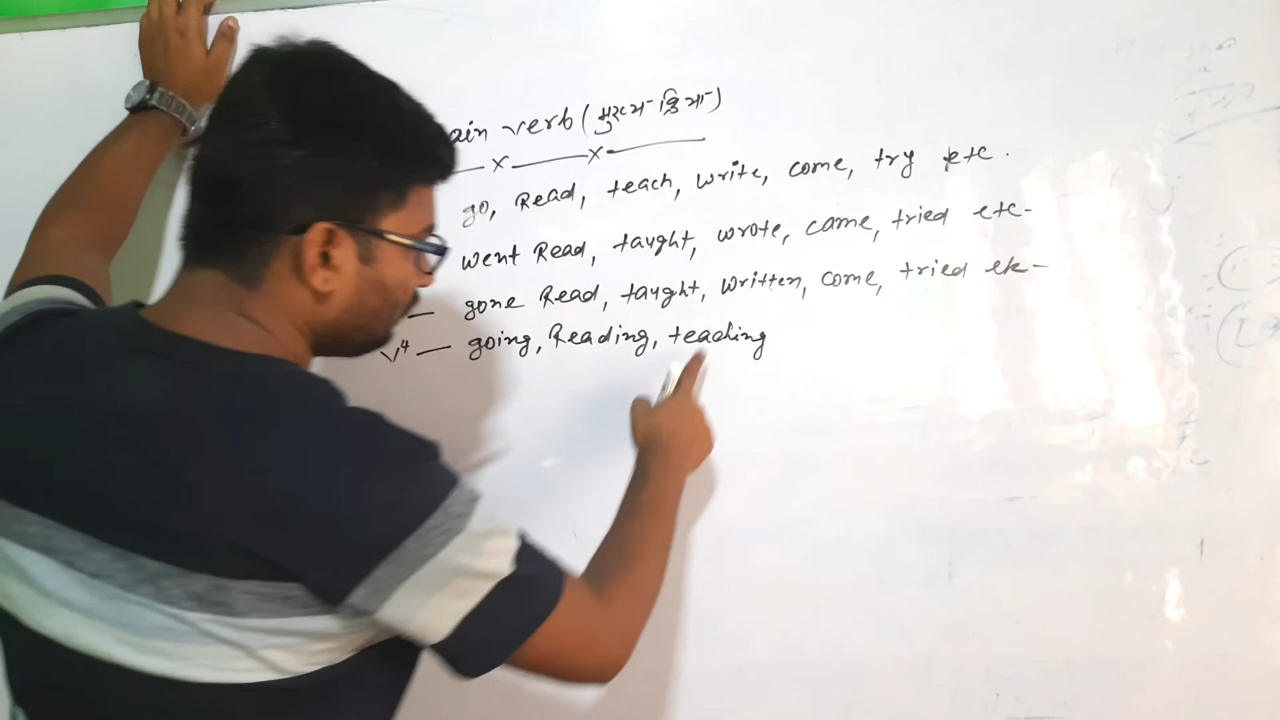 ain verb (मुख्य क्रिया)
go, Read, teach, write, come, try etc.
went Read, taught, wrote, came, tried etc-
— gone Read, taught, written, come, tried etc-
V⁴ — going, Reading, teaching